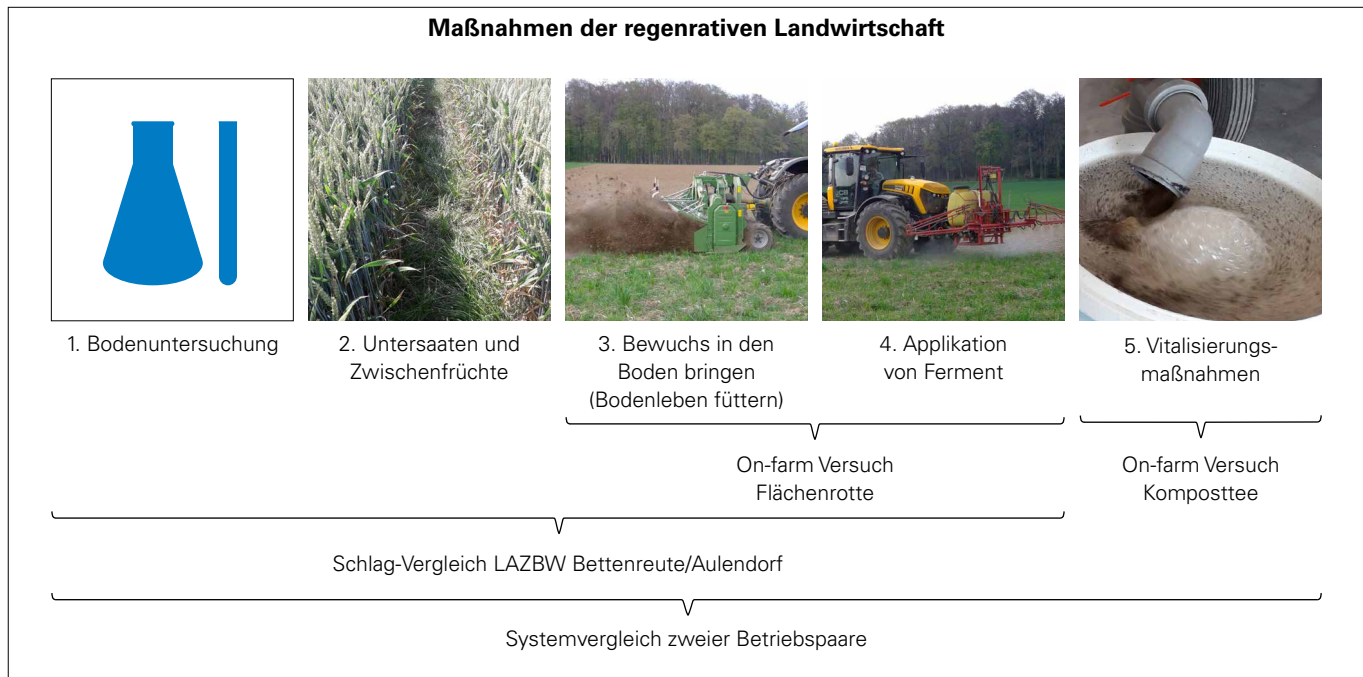 Maßnahmen der regenrativen Landwirtschaft
1. Bodenuntersuchung
2. Untersaaten und
Zwischenfrüchte
3. Bewuchs in den
Boden bringen
(Bodenleben füttern)
4. Applikation
von Ferment
5. Vitalisierungs-
maßnahmen
On-farm Versuch
Flächenrotte
On-farm Versuch
Komposttee
Schlag-Vergleich LAZBW Bettenreute/Aulendorf
Systemvergleich zweier Betriebspaare